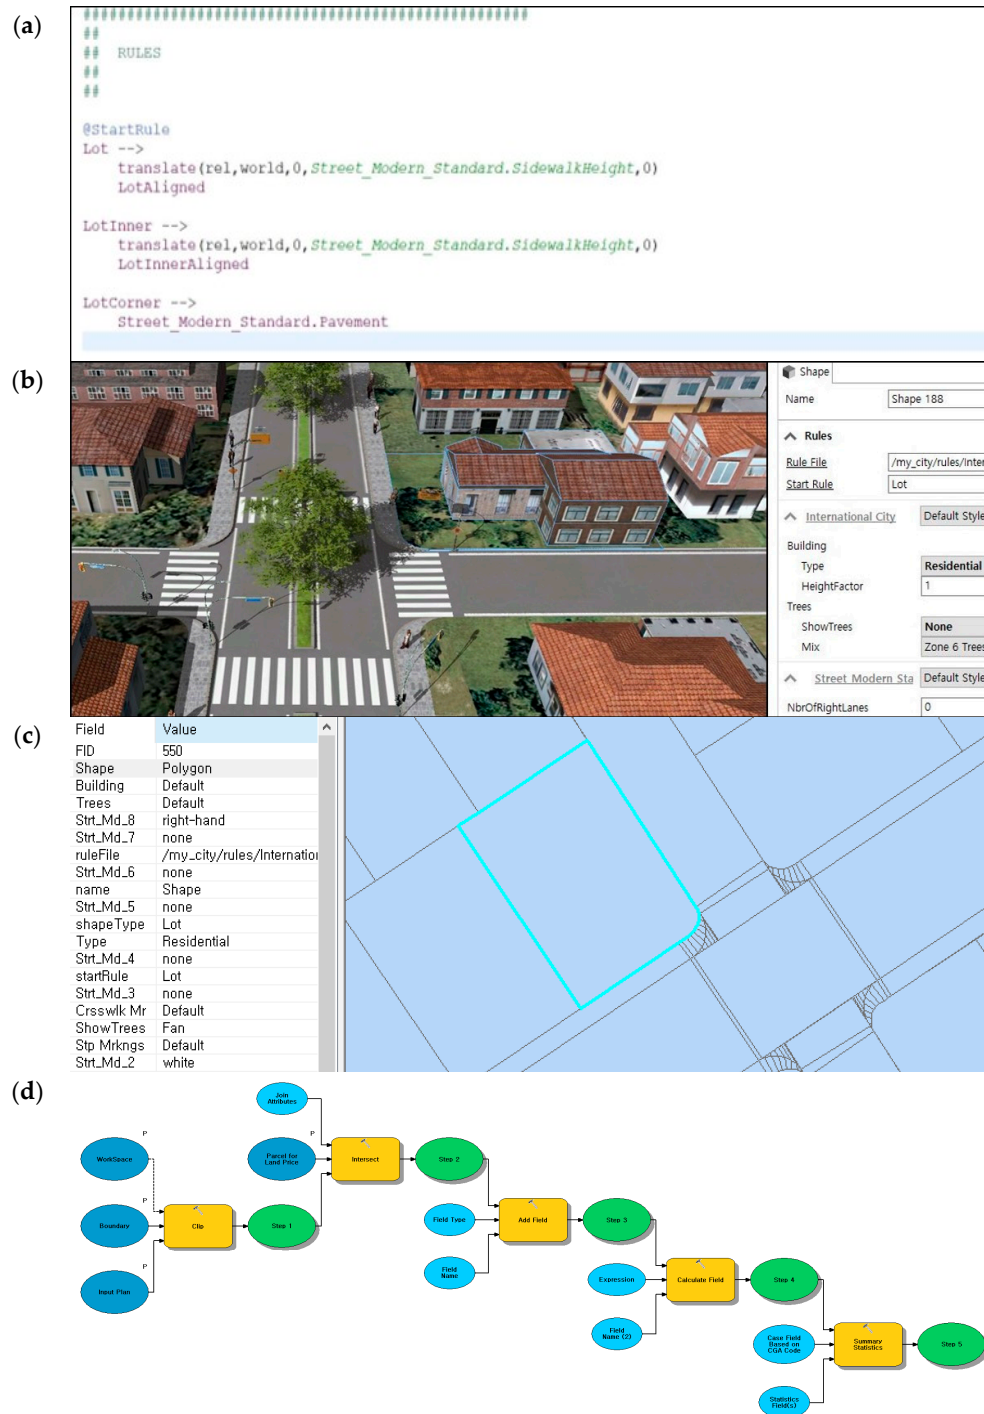 (a)
##################################################
##
## RULES
##
##
@StartRule
Lot -->
translate(rel,world,0,Street_Modern_Standard.SidewalkHeight,0)
LotAligned
LotInner -->
translate(rel,world,0,Street_Modern_Standard.SidewalkHeight,0)
LotInnerAligned
LotCorner -->
Street_Modern_Standard.Pavement
(b)
Shape
Name Shape 188
Rules
Rule File /my_city/rules/Inter
Start Rule Lot
International City Default Style
Building
Type Residential
HeightFactor 1
Trees
ShowTrees None
Mix Zone 6 Trees
Street Modern Sta Default Style
NbrOfRightLanes 0
(c)
Field Value
FID 550
Shape Polygon
Building Default
Trees Default
Strt_Md_8 right-hand
Strt_Md_7 none
ruleFile /my_city/rules/Internation
Strt_Md_6 none
name Shape
Strt_Md_5 none
shapeType Lot
Type Residential
Strt_Md_4 none
startRule Lot
Strt_Md_3 none
Crsswlk Mr Default
ShowTrees Fan
Stp Mrkngs Default
Strt_Md_2 white
(d)
Join
Attributes
P
P
WorkSpace
Parcel for
Land Price
Intersect
Step 2
P
Boundary
Clip
Step 1
Field Type
Add Field
Step 3
P
Input Plan
Field
Name
Expression
Calculate Field
Step 4
Field
Name (2)
Case Field
Based on
CGA Code
Summary
Statistics
Step 5
Statistics
Field(s)